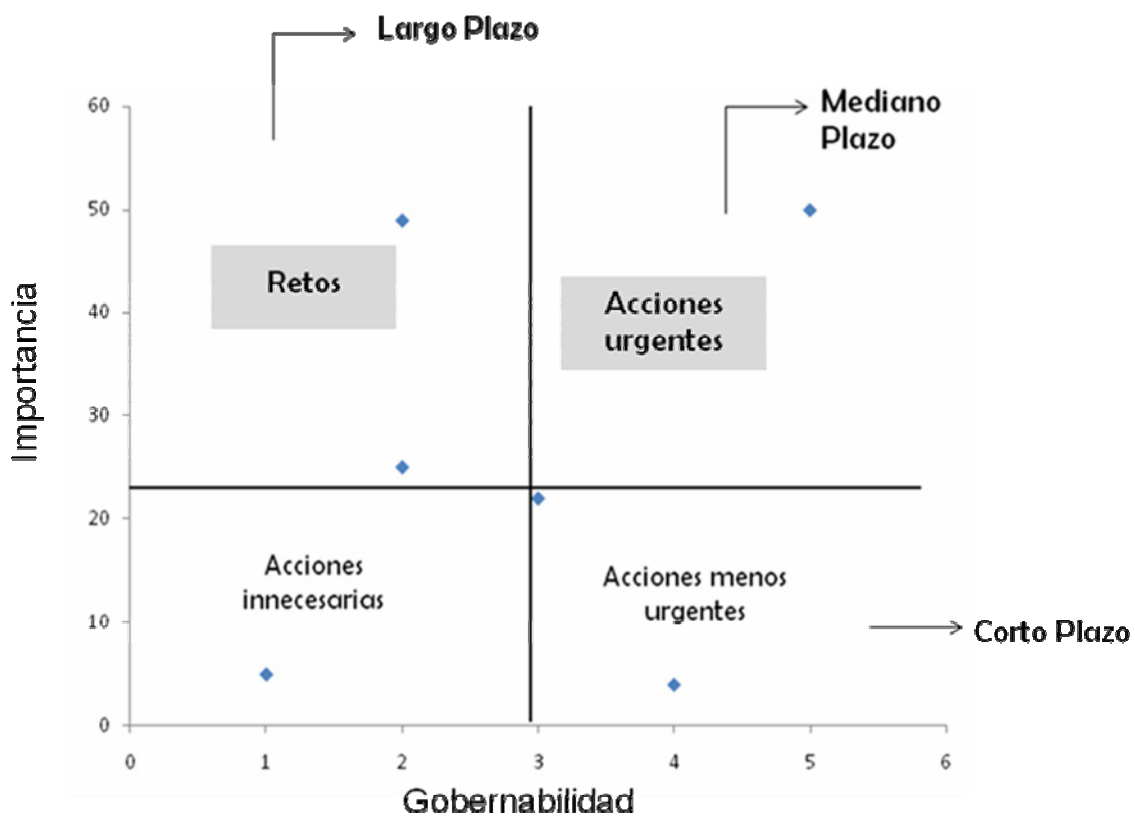 Largo Plazo
Mediano
Plazo
60
50
40
30
20
10
0
Importancia
Retos
Acciones
urgentes
Acciones
innecesarias
Acciones menos
urgentes
Corto Plazo
0 1 2 3 4 5 6
Gobernabilidad